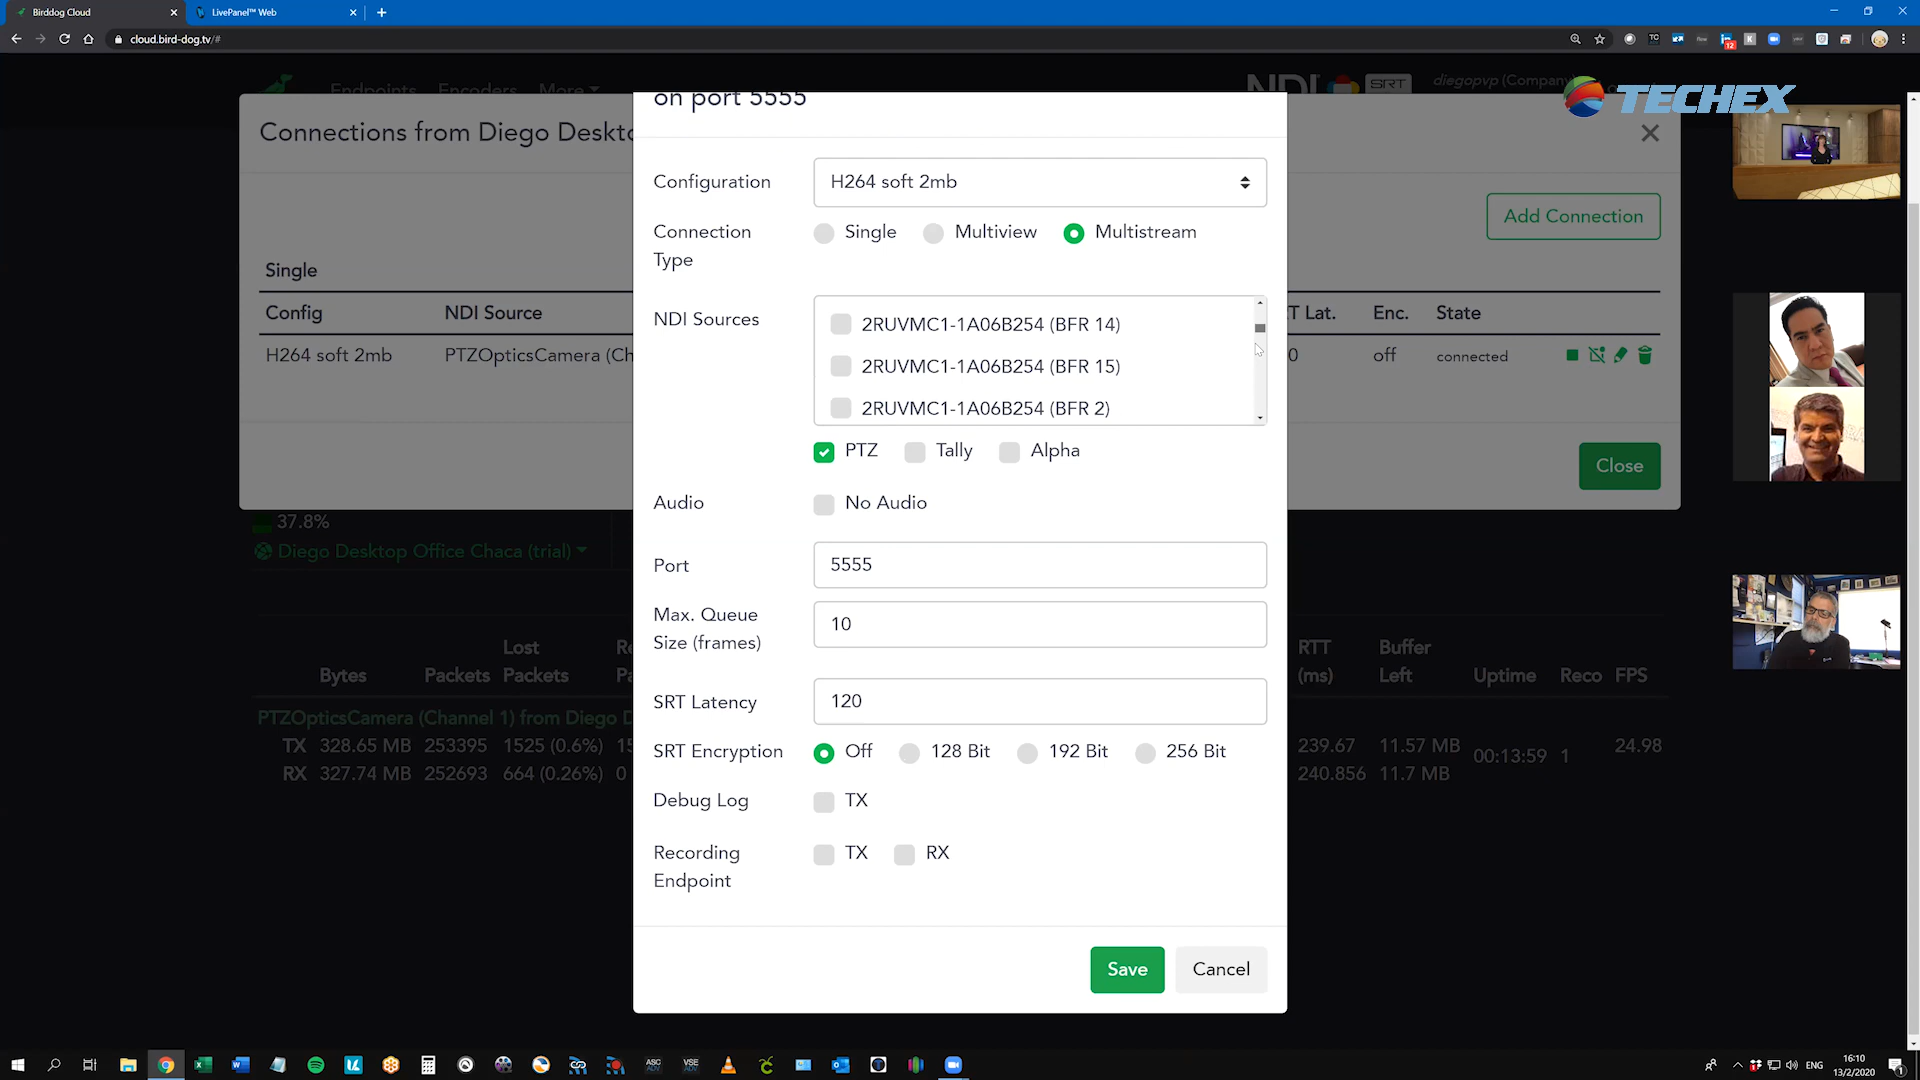 Birddog Cloud
LivePanel™ Web
cloud.bird-dog.tv/#
Endpoints Encoders More
NDI SRT diegopvp (Company
TECHEX
on port 5555
Connections from Diego Deskto
Configuration H264 soft 2mb
Add Connection
Connection Type
Single Multiview Multistream
Single
Config NDI Source T Lat. Enc. State
H264 soft 2mb PTZOpticsCamera (Ch 0 off connected
NDI Sources
2RUVMC1-1A06B254 (BFR 14)
2RUVMC1-1A06B254 (BFR 15)
2RUVMC1-1A06B254 (BFR 2)
PTZ Tally Alpha
Close
Audio No Audio
37.8%
Diego Desktop Office Chaca (trial)
Port 5555
Max. Queue
Size (frames)
10
SRT Latency 120
SRT Encryption Off 128 Bit 192 Bit 256 Bit
Debug Log TX
Recording
Endpoint
TX RX
Save Cancel
Bytes Packets Lost Packets RTT (ms) Buffer Left Uptime Reco FPS
PTZOpticsCamera (Channel 1) from Diego D
TX 328.65 MB 253395 1525 (0.6%) 239.67 11.57 MB 00:13:59 1 24.98
RX 327.74 MB 252693 664 (0.26%) 0 240.856 11.7 MB
ENG
16:10
13/2/2020